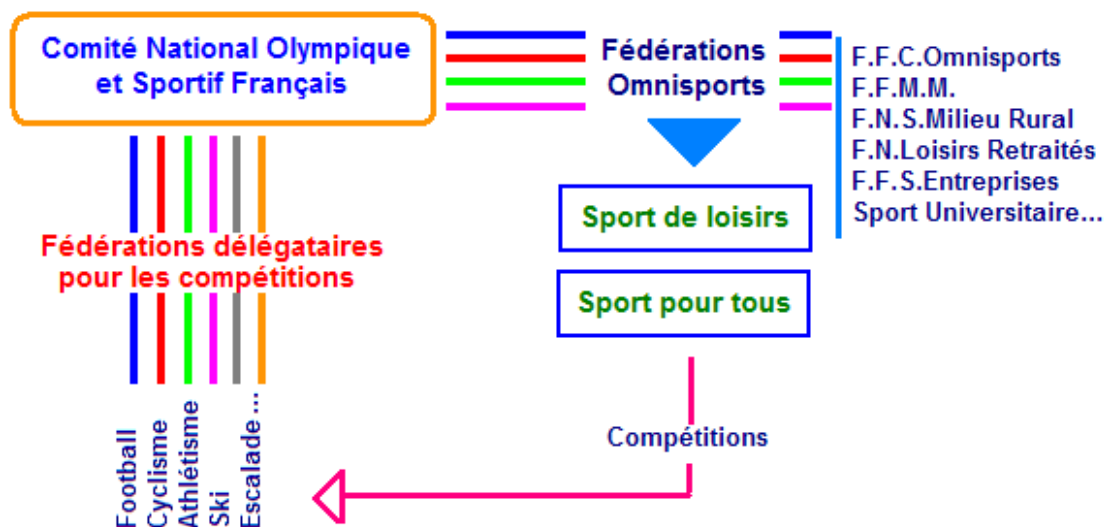 Comité National Olympique
et Sportif Français
Fédérations
Omnisports
F.F.C.Omnisports
F.F.M.M.
F.N.S.Milieu Rural
F.N.Loisirs Retraités
F.F.S.Entreprises
Sport Universitaire...
Sport de loisirs
Sport pour tous
Fédérations délégataires
pour les compétitions
Compétitions
Football
Cyclisme
Athlétisme
Ski
Escalade ...